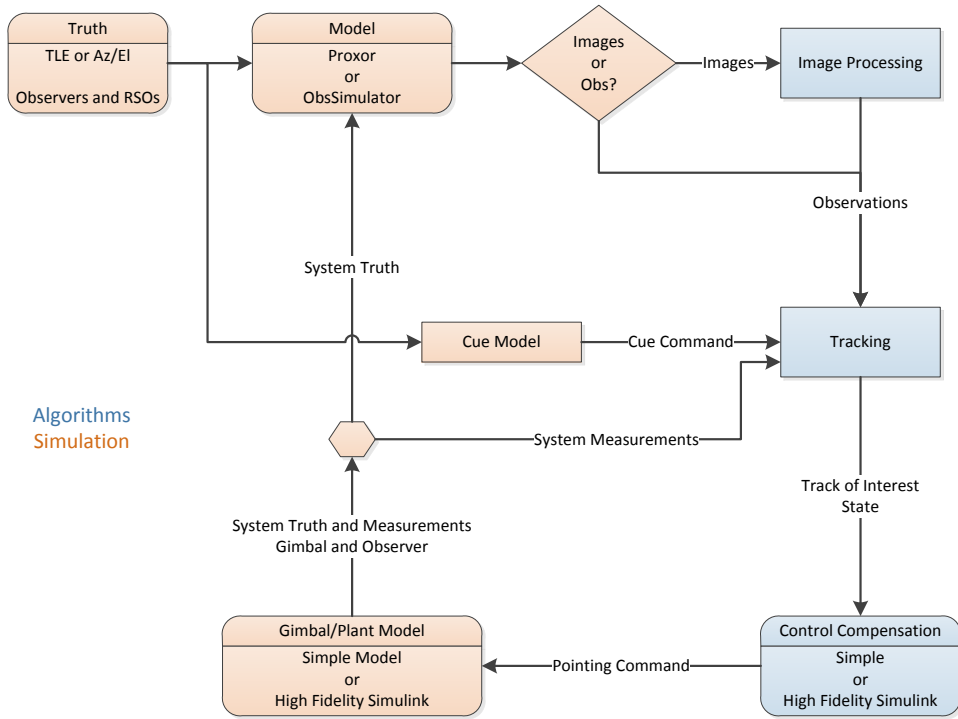 Truth
TLE or Az/El
Observers and RSOs
Model
Proxor
or
ObsSimulator
Images
or
Obs?
Images
Image Processing
Observations
System Truth
Cue Model
Cue Command
Tracking
Algorithms
Simulation
System Measurements
Track of Interest
State
System Truth and Measurements
Gimbal and Observer
Gimbal/Plant Model
Simple Model
or
High Fidelity Simulink
Pointing Command
Control Compensation
Simple
or
High Fidelity Simulink